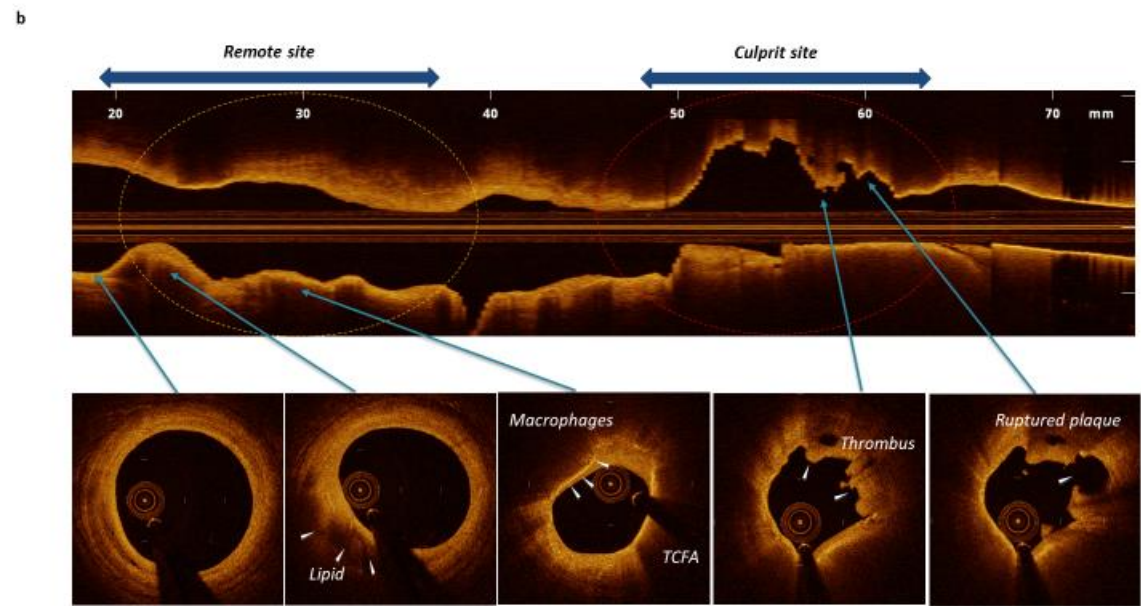 b
Remote site
Culprit site
20 30 40 50 60 70 mm
Macrophages
Thrombus
Ruptured plaque
Lipid
TCFA